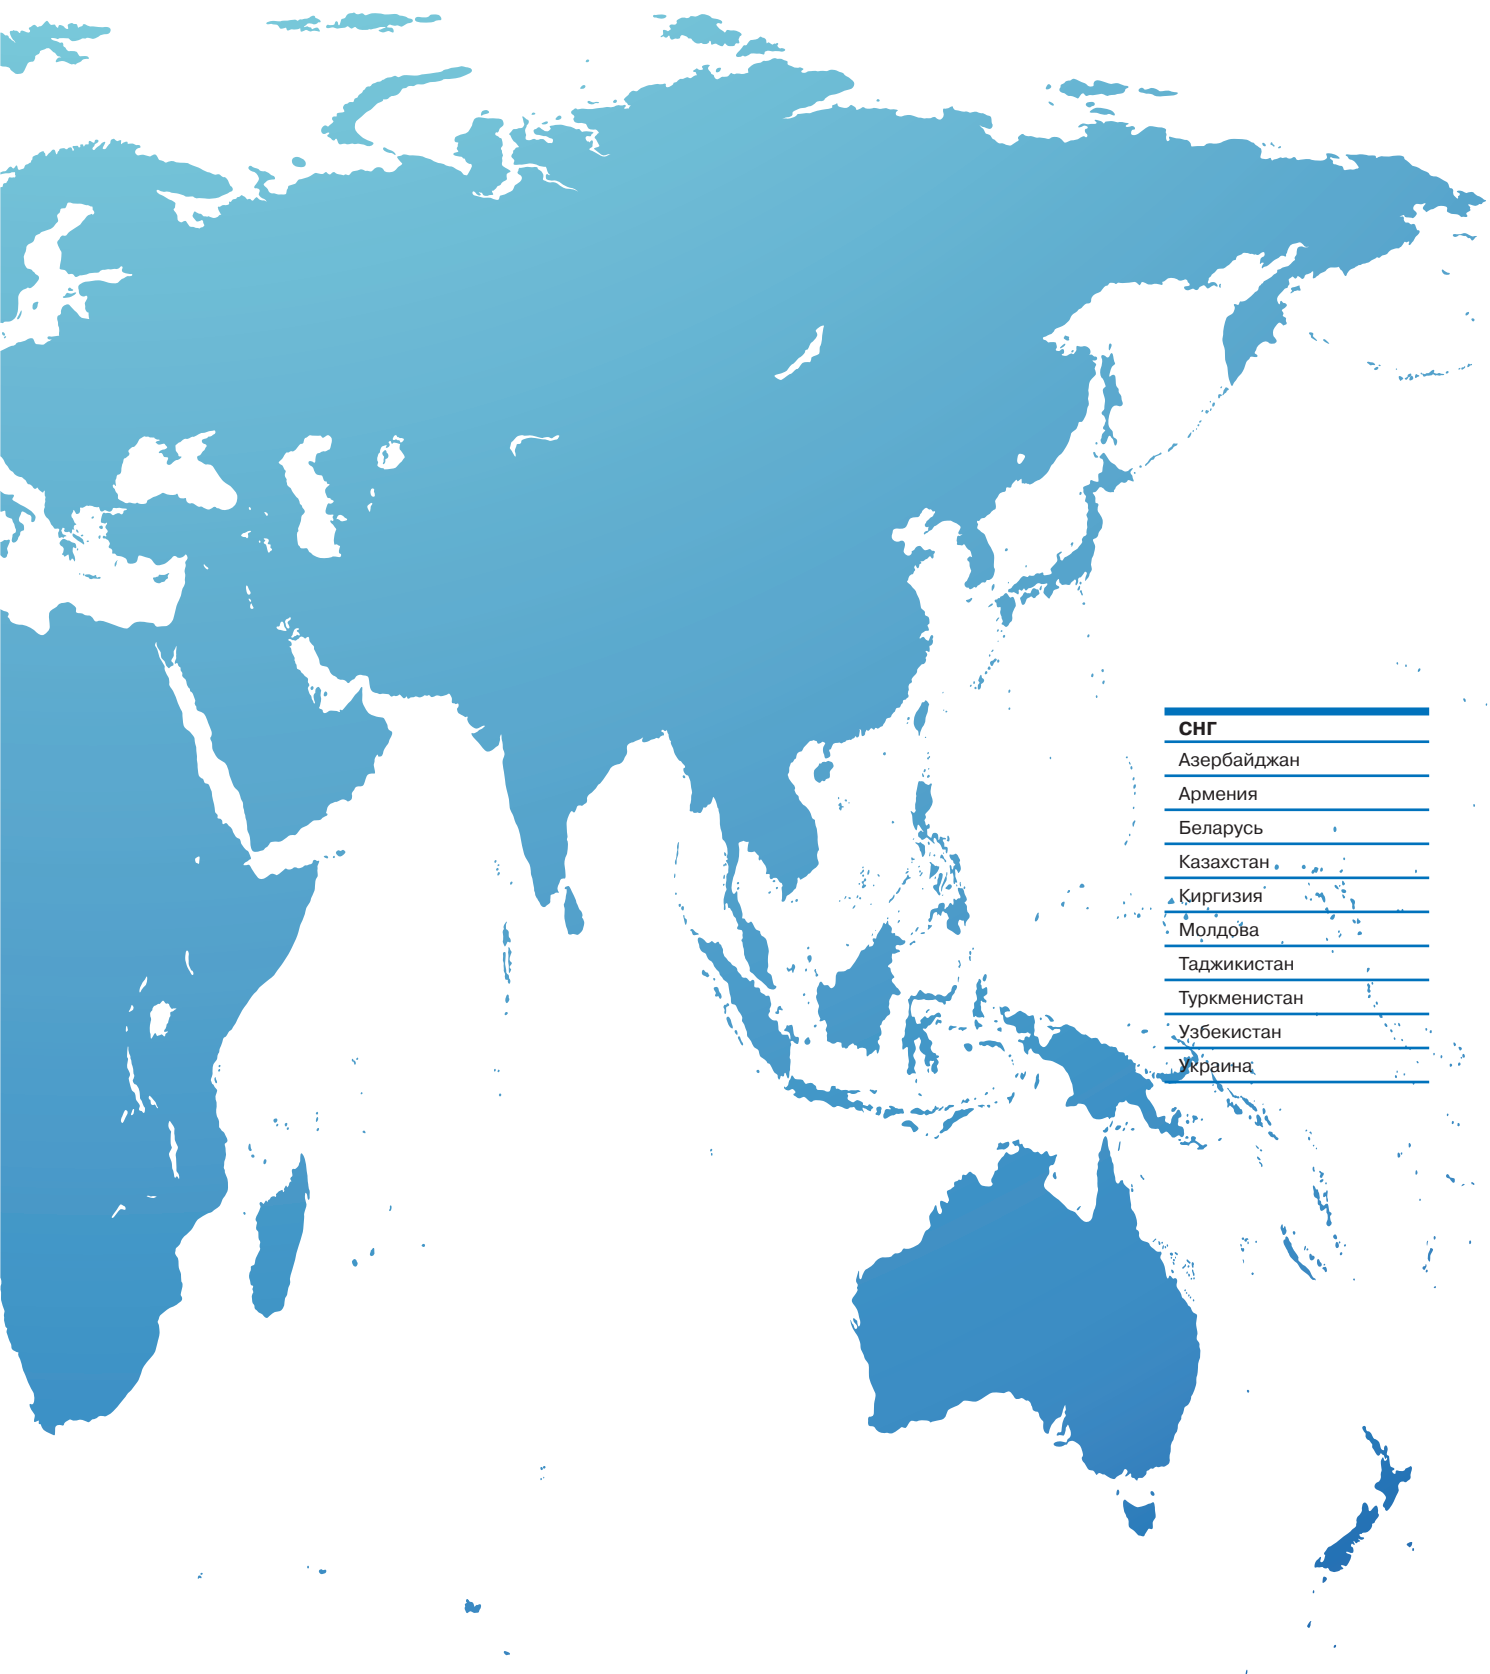 СНГ
Азербайджан
Армения
Беларусь
Казахстан
Киргизия
Молдова
Таджикистан
Туркменистан
Узбекистан
Украина